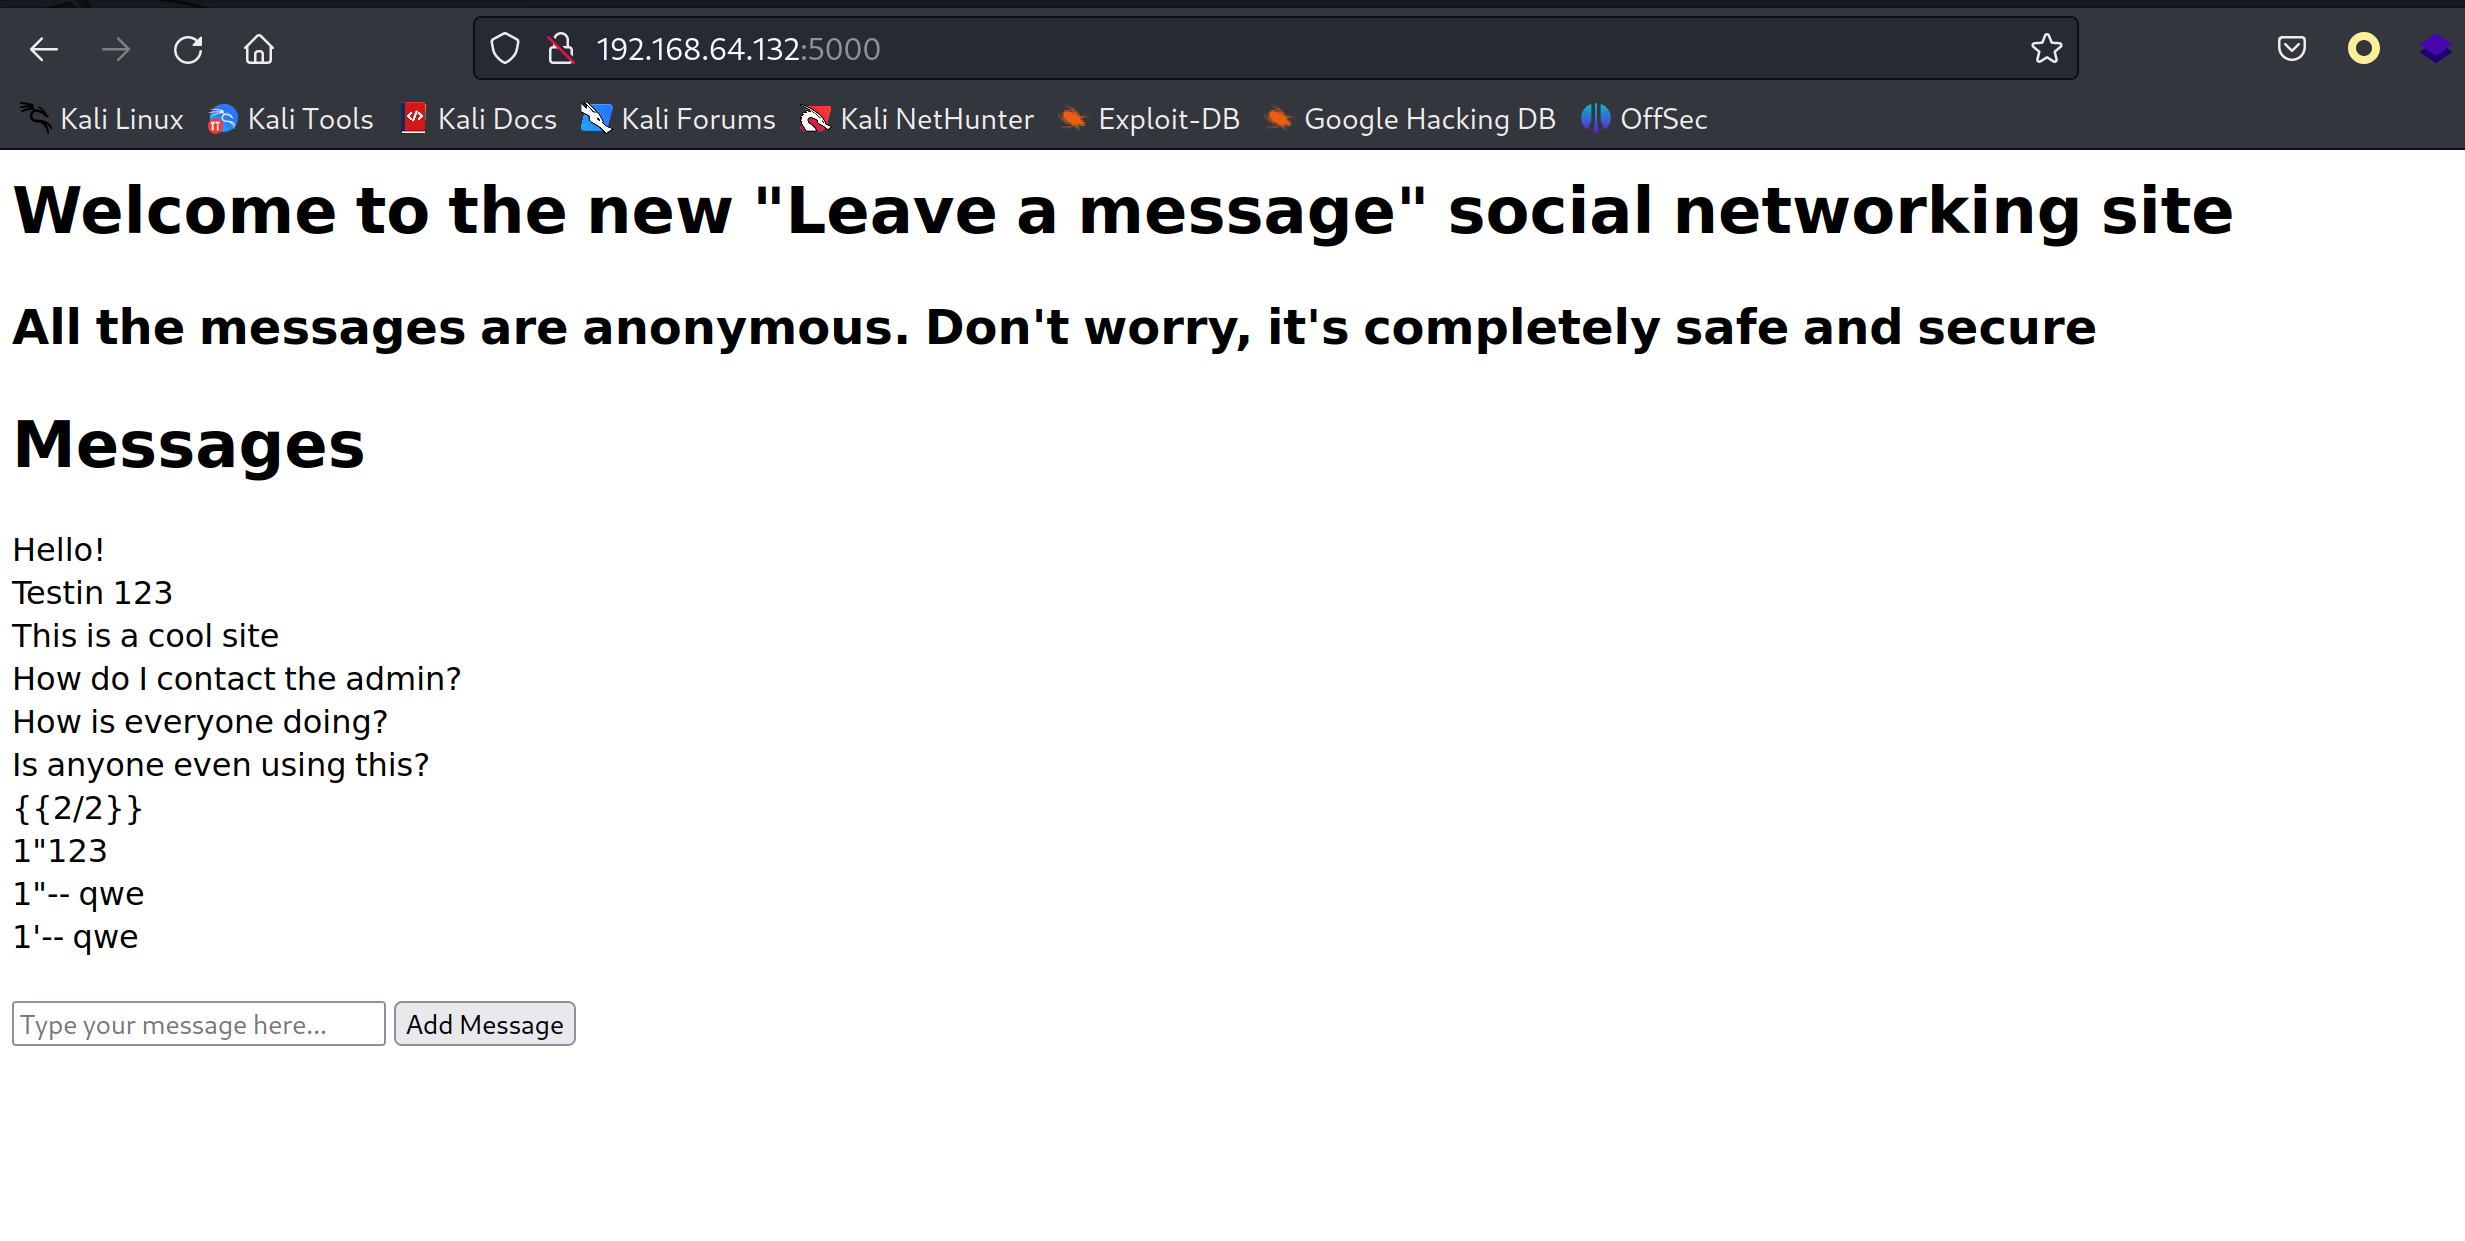 192.168.64.132:5000
Kali Linux Kali Tools Kali Docs Kali Forums Kali NetHunter Exploit-DB Google Hacking DB OffSec
Welcome to the new "Leave a message" social networking site
All the messages are anonymous. Don't worry, it's completely safe and secure
Messages
Hello!
Testin 123
This is a cool site
How do I contact the admin?
How is everyone doing?
Is anyone even using this?
{{2/2}}
1"123
1"-- qwe
1'-- qwe
Type your message here... Add Message